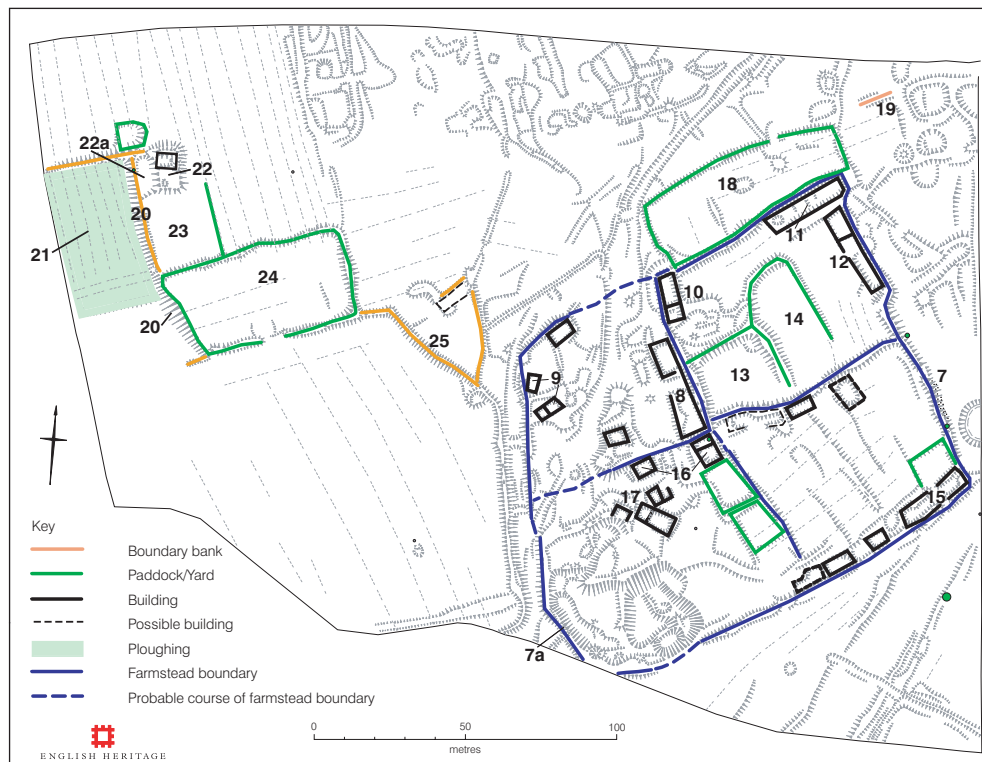 19
22a
22
18
20
11
23
21
12
24
10
20
14
25
7
13
9
8
16
17
15
7a
Key
Boundary bank
Paddock/Yard
Building
Possible building
Ploughing
Farmstead boundary
Probable course of farmstead boundary
ENGLISH HERITAGE
0 50 100
metres